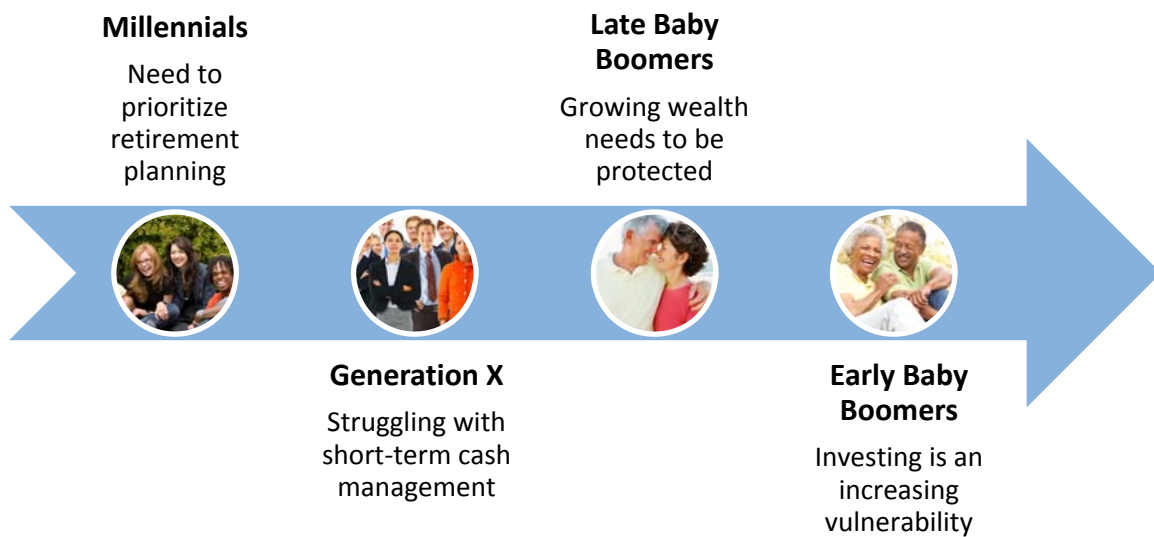 Millennials
Need to
prioritize
retirement
planning
Generation X
Struggling with
short-term cash
management
Late Baby
Boomers
Growing wealth
needs to be
protected
Early Baby
Boomers
Investing is an
increasing
vulnerability